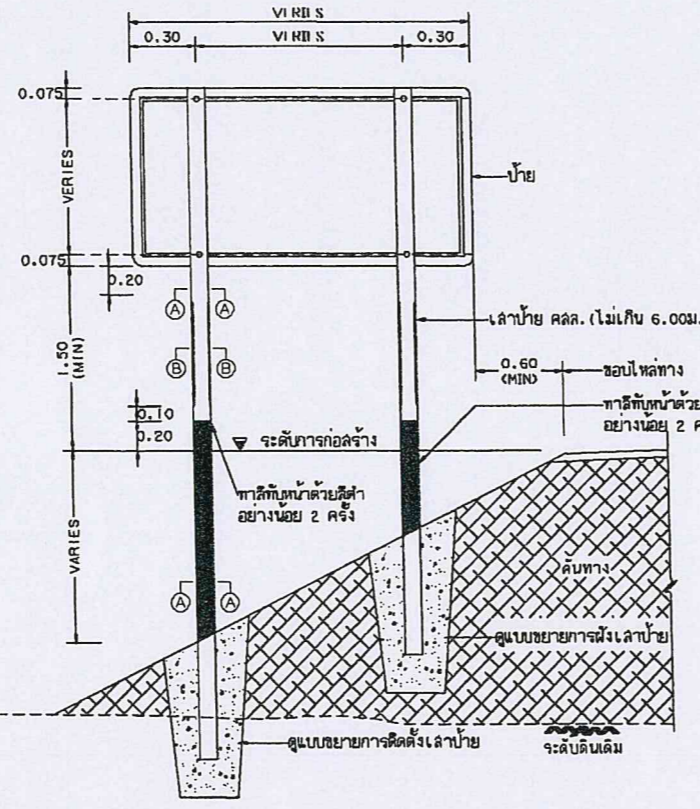 VERIES
0.30
VERIES
0.30
0.075
VERIES
ป้าย
0.075
0.20
A A
เสาป้าย คสล. (ไม่เกิน 6.00ม.
1.50
(MIN)
B B
0.60
(MIN)
ขอบไหล่ทาง
0.10
0.20
ทาสีทับหน้าด้วย
อย่างน้อย 2 ค
ระดับการก่อสร้าง
ทาสีทับหน้าด้วยสีดำ
อย่างน้อย 2 ครั้ง
VARIES
คันทาง
A A
ดูแบบขยายการฝังเสาป้าย
ดูแบบขยายการติดตั้งเสาป้าย
ระดับดินเดิม